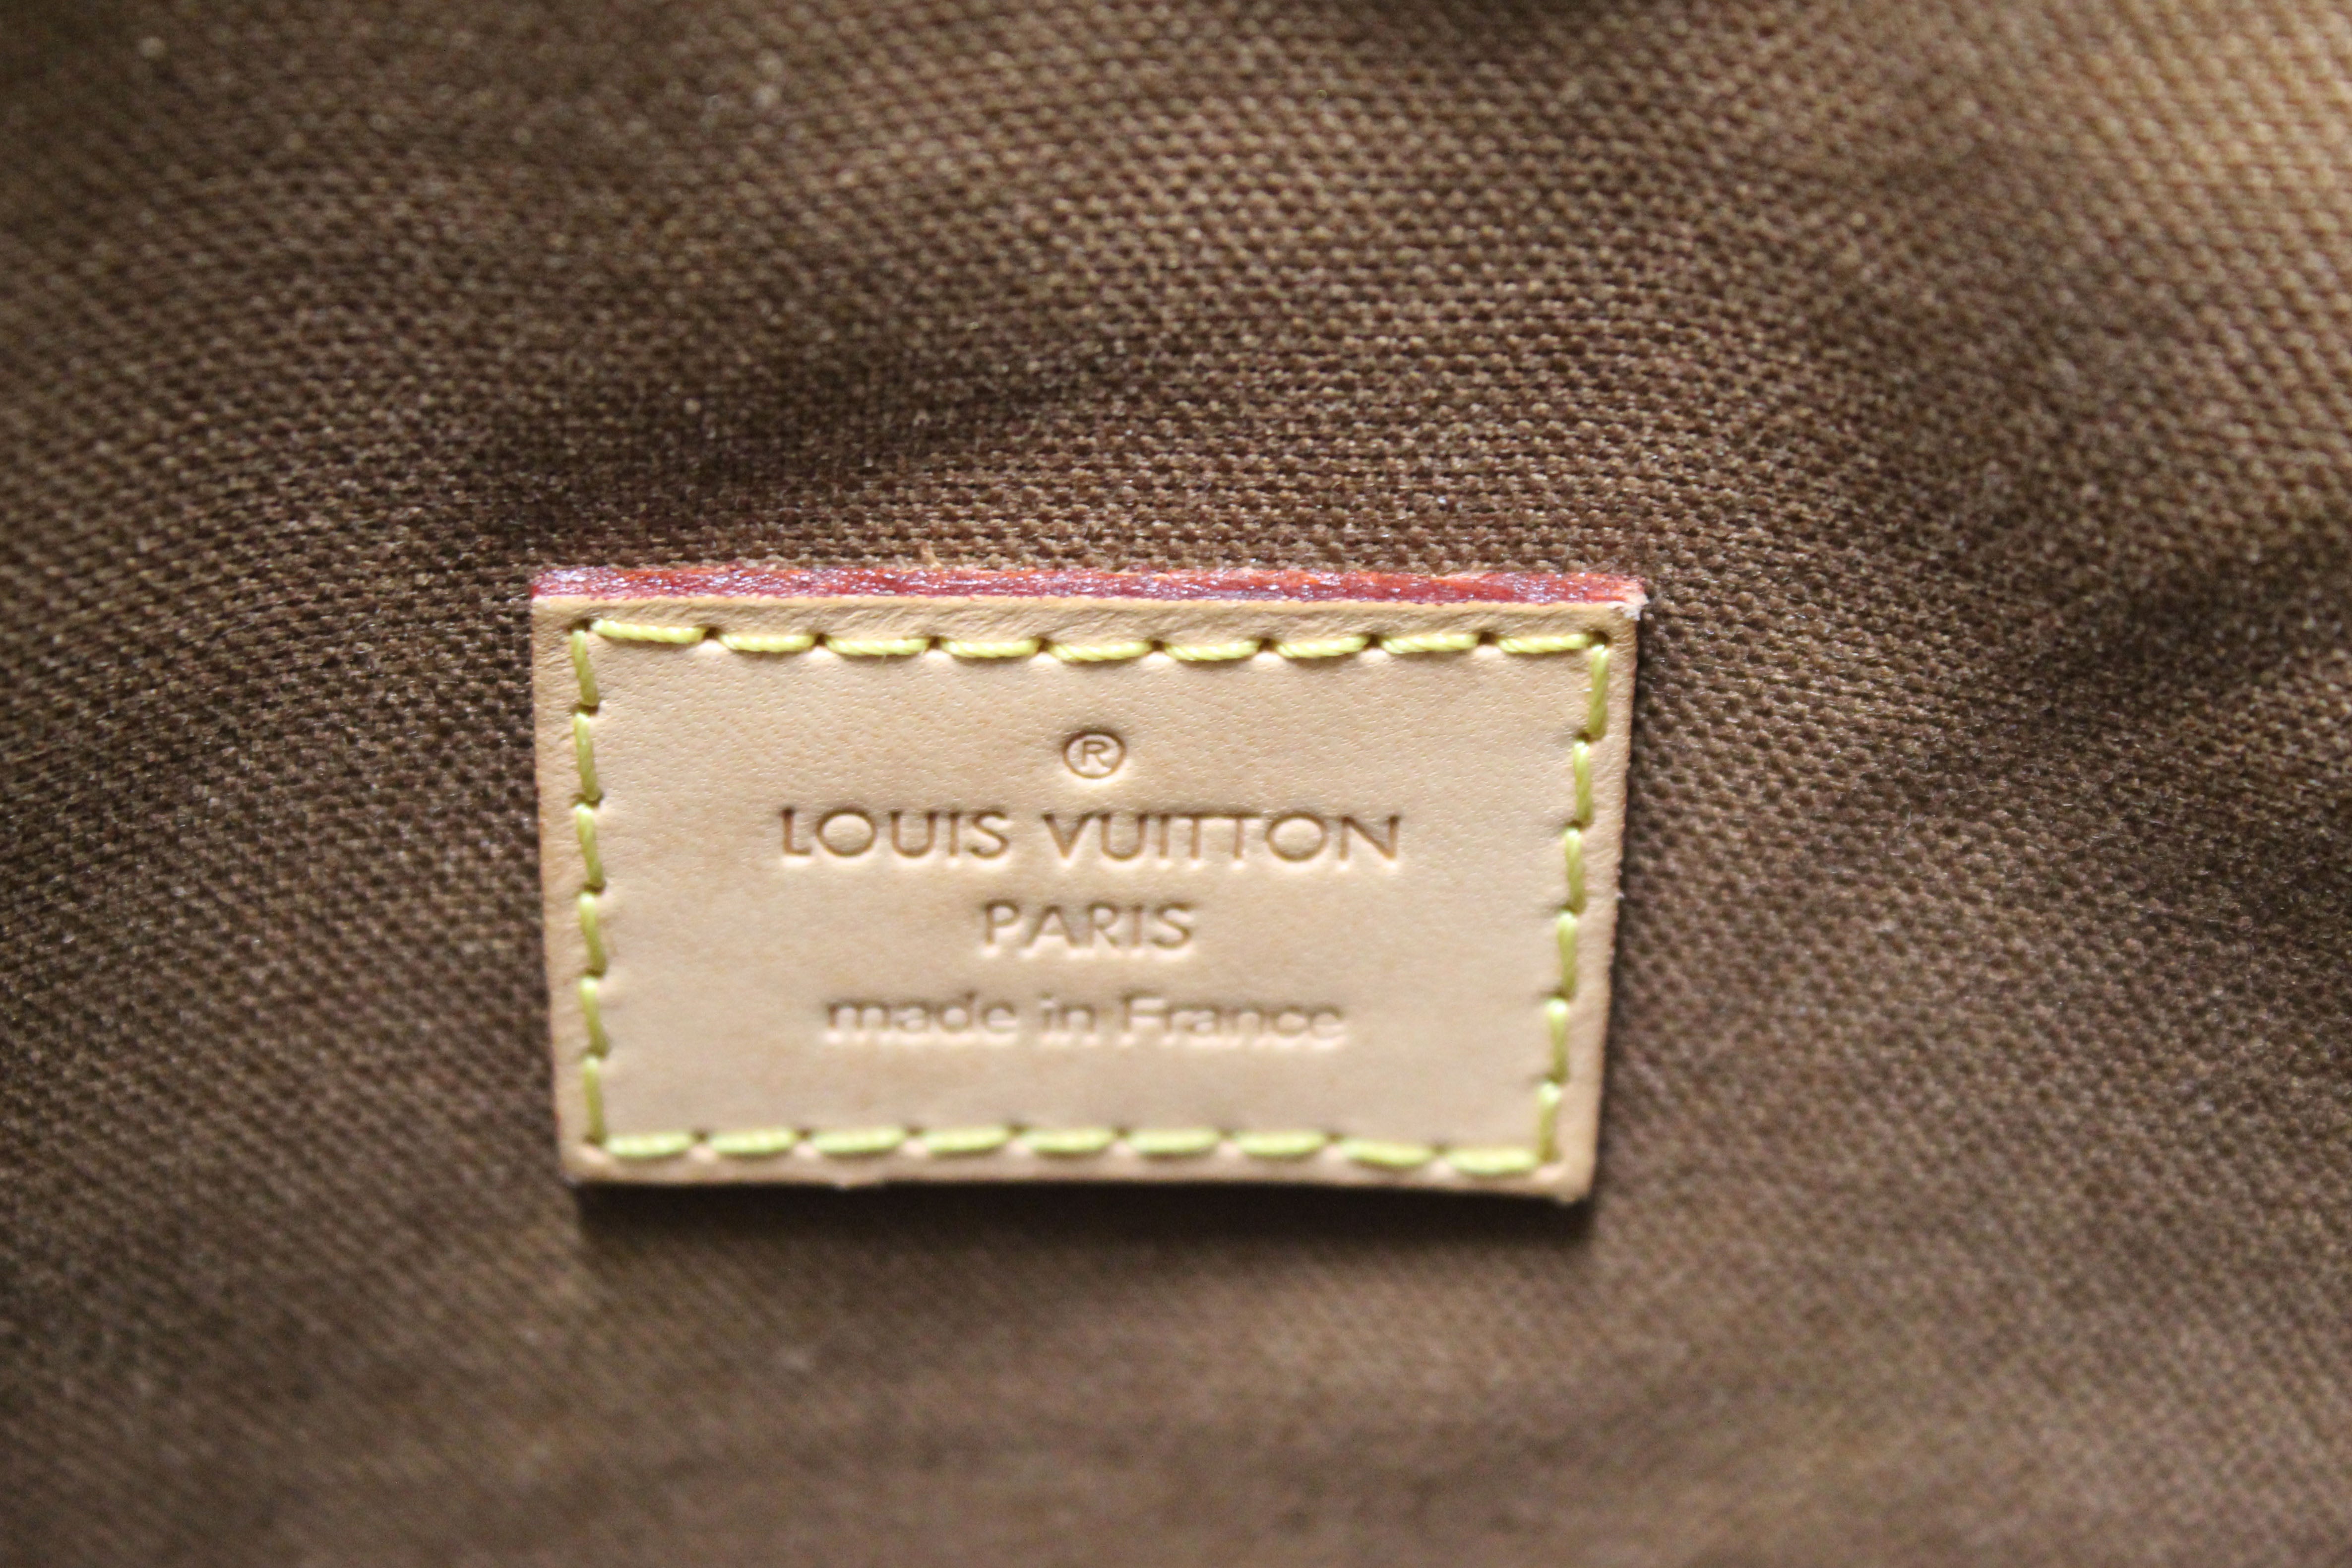 ®
LOUIS VUITTON
PARIS
made in France